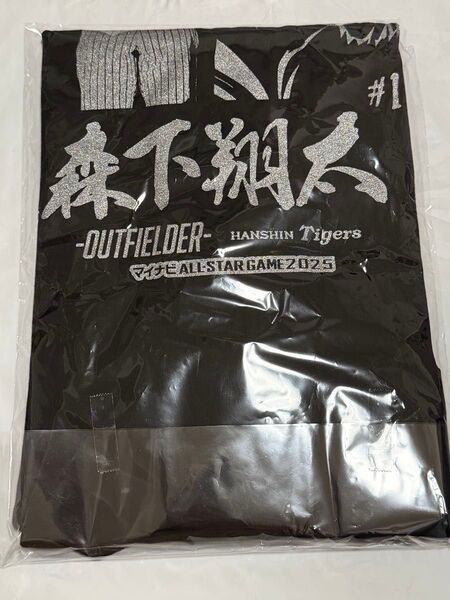 #1
森下翔太
-OUTFIELDER- HANSHIN Tigers
マイナビ ALL-STAR GAME 2025